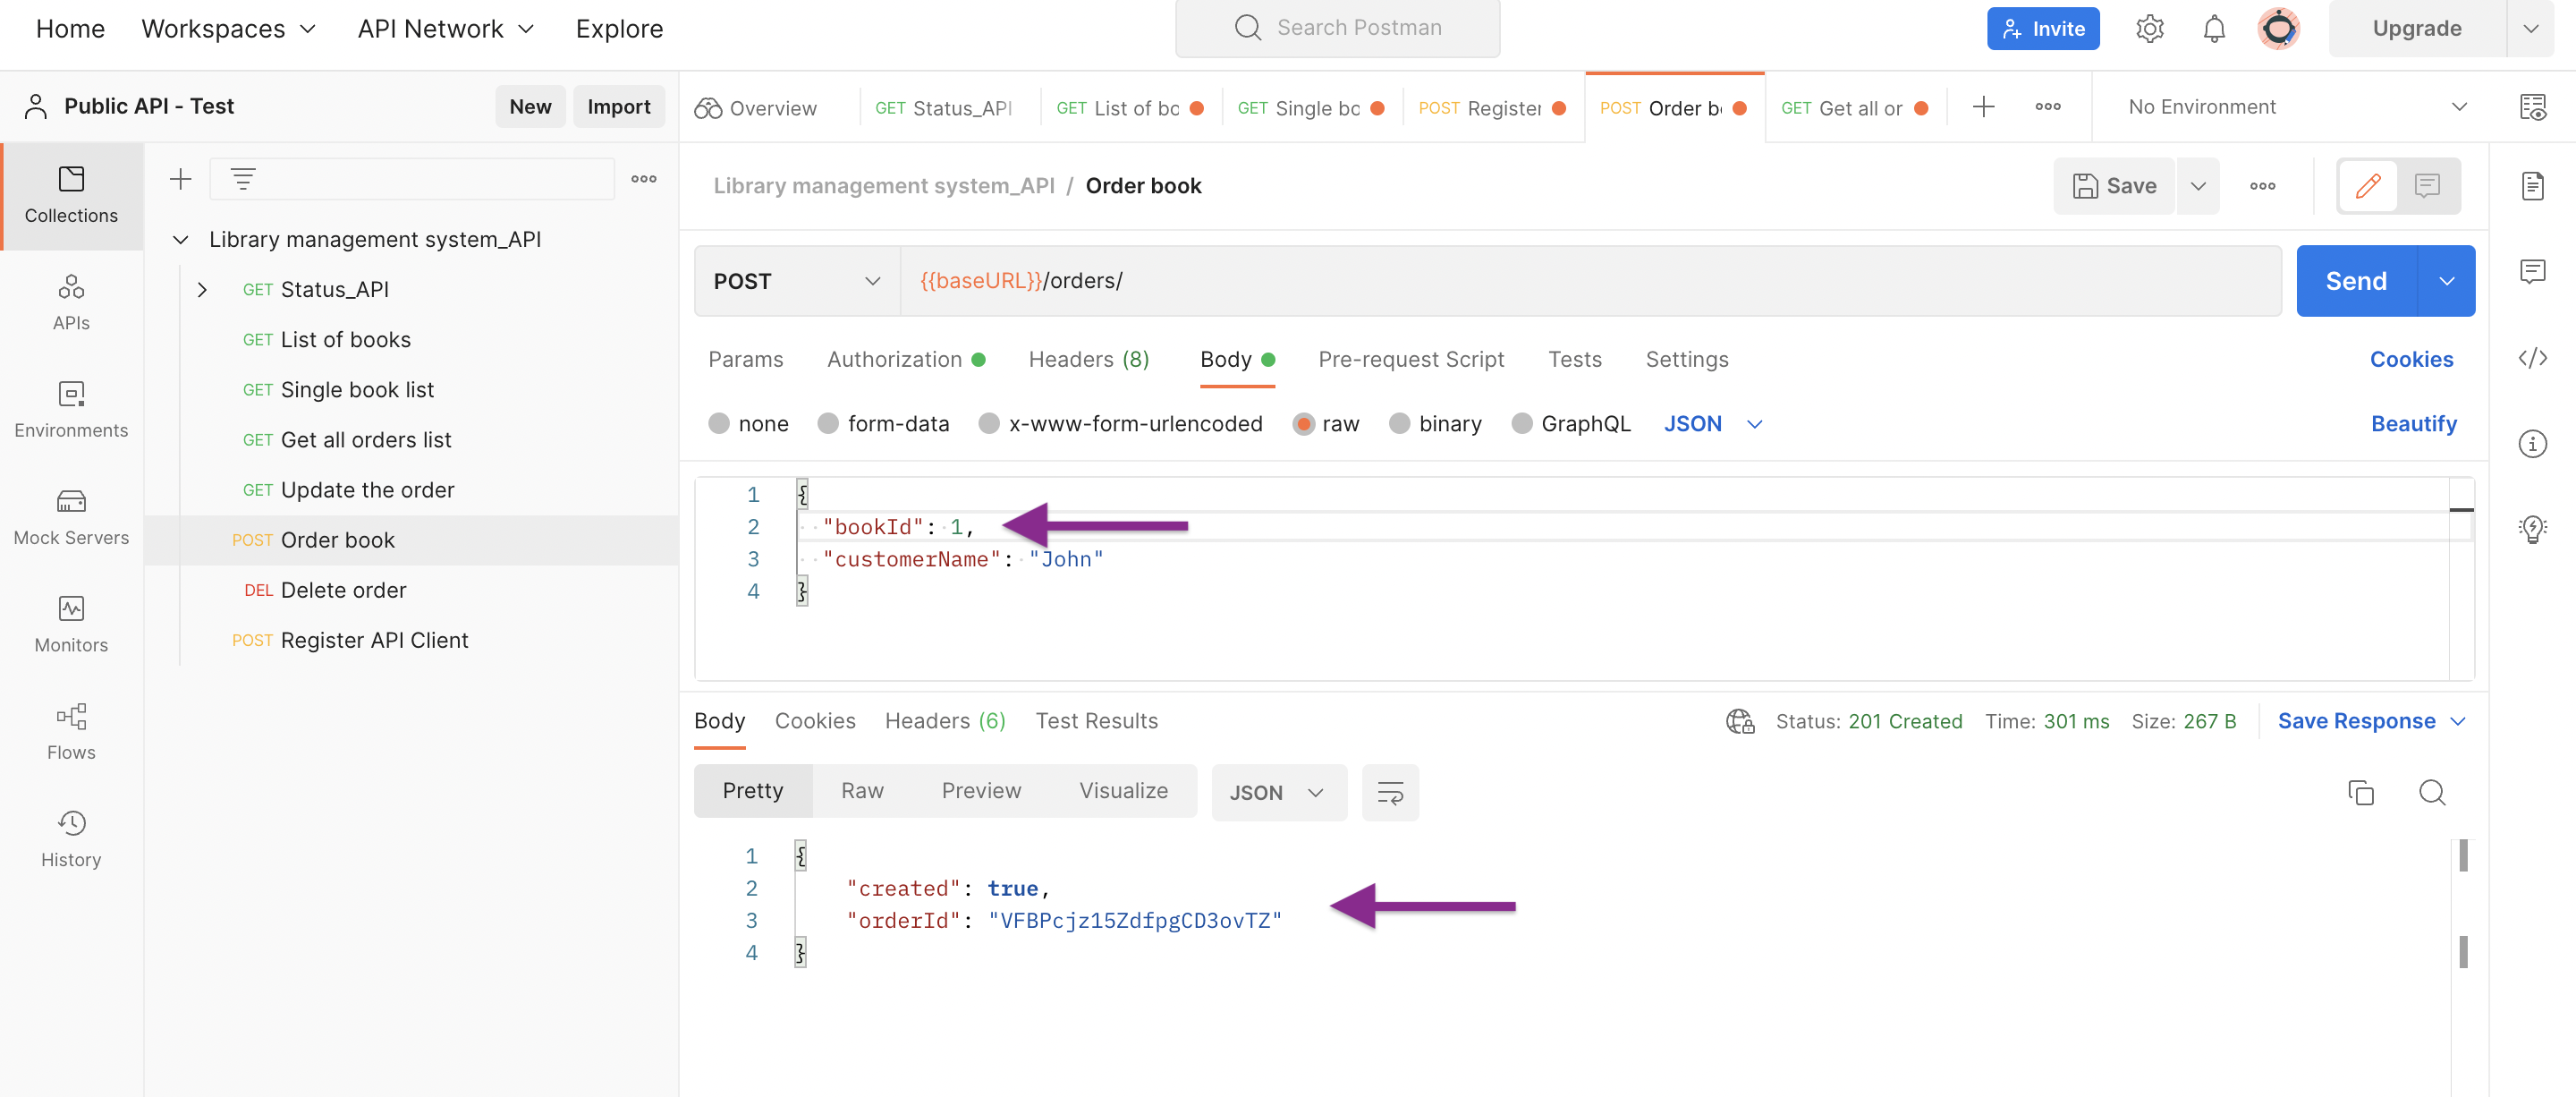 Home Workspaces API Network Explore Search Postman Invite Upgrade
Public API - Test New Import
Overview GET Status_API GET List of bo GET Single bo POST Register POST Order b GET Get all or No Environment
Collections
APIs
Environments
Mock Servers
Monitors
Flows
History
Library management system_API
GET Status_API
GET List of books
GET Single book list
GET Get all orders list
GET Update the order
POST Order book
DEL Delete order
POST Register API Client
Library management system_API / Order book Save
POST {{baseURL}}/orders/ Send
Params Authorization Headers (8) Body Pre-request Script Tests Settings Cookies
none form-data x-www-form-urlencoded raw binary GraphQL JSON Beautify
1 {
2 "bookId": 1,
3 "customerName": "John"
4 }
Body Cookies Headers (6) Test Results Status: 201 Created Time: 301 ms Size: 267 B Save Response
Pretty Raw Preview Visualize JSON
1 {
2 "created": true,
3 "orderId": "VFBPcjz15ZdfpgCD3ovTZ"
4 }